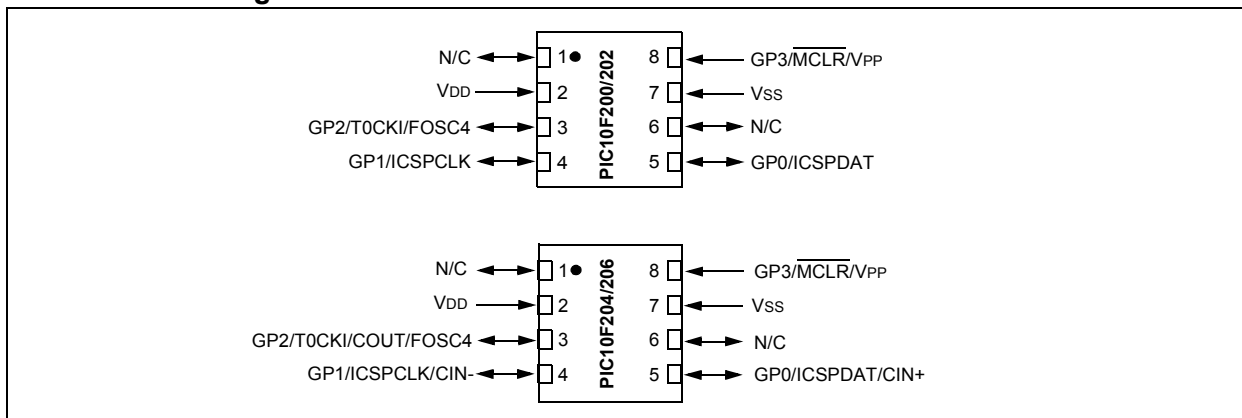 N/C 1 8 GP3/MCLR/VPP
VDD 2 7 VSS
GP2/T0CKI/FOSC4 3 6 N/C
GP1/ICSPCLK 4 5 GP0/ICSPDAT
PIC10F200/202
N/C 1 8 GP3/MCLR/VPP
VDD 2 7 VSS
GP2/T0CKI/COUT/FOSC4 3 6 N/C
GP1/ICSPCLK/CIN- 4 5 GP0/ICSPDAT/CIN+
PIC10F204/206